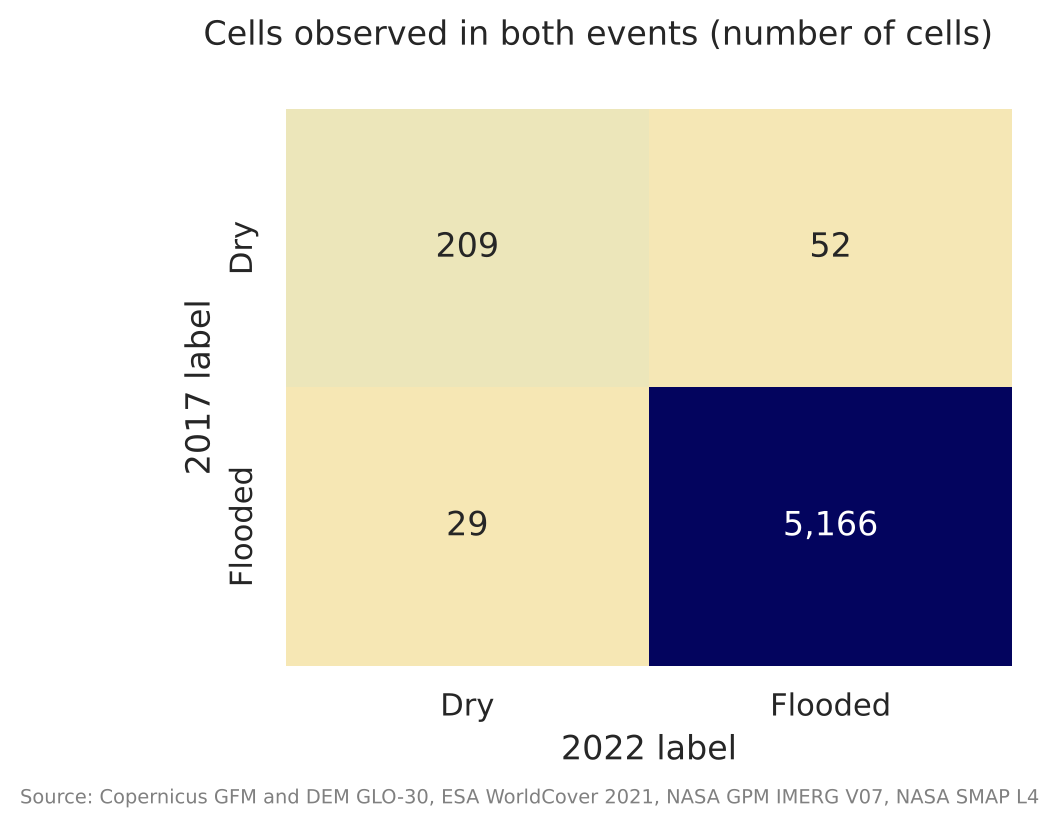 Cells observed in both events (number of cells)
2017 label
Dry
209
52
Flooded
29
5,166
Dry
Flooded
2022 label
Source: Copernicus GFM and DEM GLO-30, ESA WorldCover 2021, NASA GPM IMERG V07, NASA SMAP L4